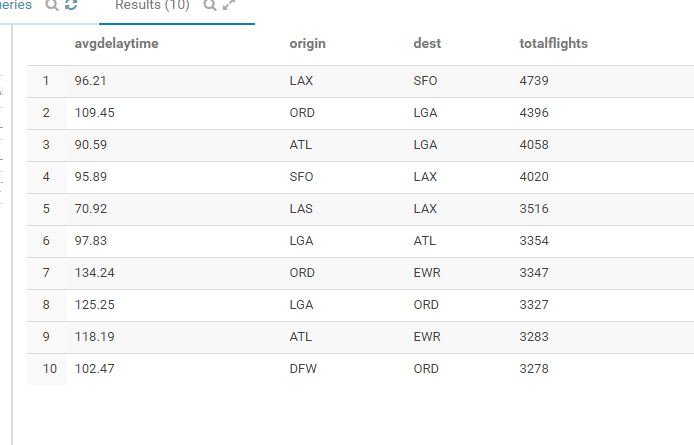 Results (10)
avgdelaytime origin dest totalflights
1 96.21 LAX SFO 4739
2 109.45 ORD LGA 4396
3 90.59 ATL LGA 4058
4 95.89 SFO LAX 4020
5 70.92 LAS LAX 3516
6 97.83 LGA ATL 3354
7 134.24 ORD EWR 3347
8 125.25 LGA ORD 3327
9 118.19 ATL EWR 3283
10 102.47 DFW ORD 3278